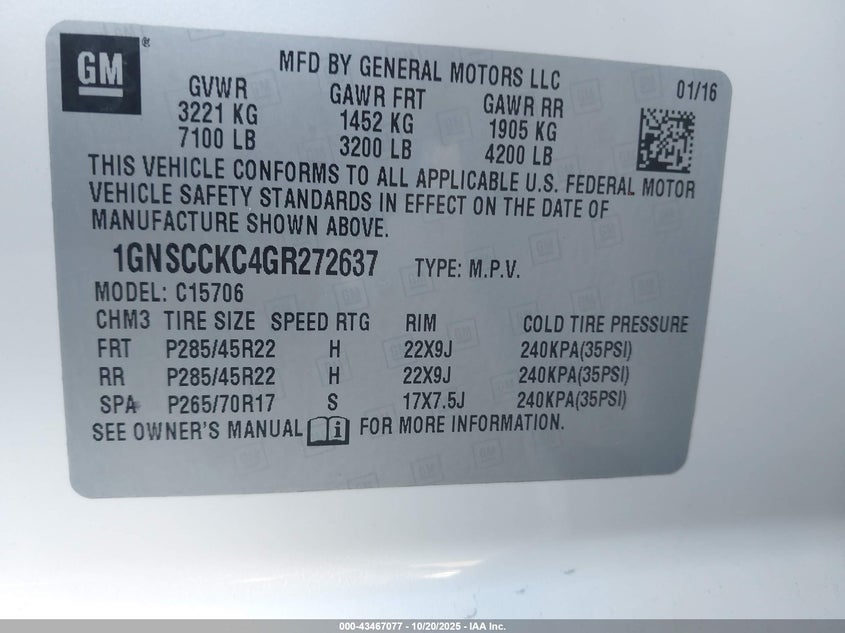 GM®
MFD BY GENERAL MOTORS LLC
01/16
GVWR GAWR FRT GAWR RR
3221 KG 1452 KG 1905 KG
7100 LB 3200 LB 4200 LB
THIS VEHICLE CONFORMS TO ALL APPLICABLE U.S. FEDERAL MOTOR
VEHICLE SAFETY STANDARDS IN EFFECT ON THE DATE OF
MANUFACTURE SHOWN ABOVE.
1GNSCCKC4GR272637 TYPE: M.P.V.
MODEL: C15706
CHM3 TIRE SIZE SPEED RTG RIM COLD TIRE PRESSURE
FRT P285/45R22 H 22X9J 240KPA(35PSI)
RR P285/45R22 H 22X9J 240KPA(35PSI)
SPA P265/70R17 S 17X7.5J 240KPA(35PSI)
SEE OWNER'S MANUAL i FOR MORE INFORMATION.
000-43467077 - 10/20/2025 - IAA Inc.